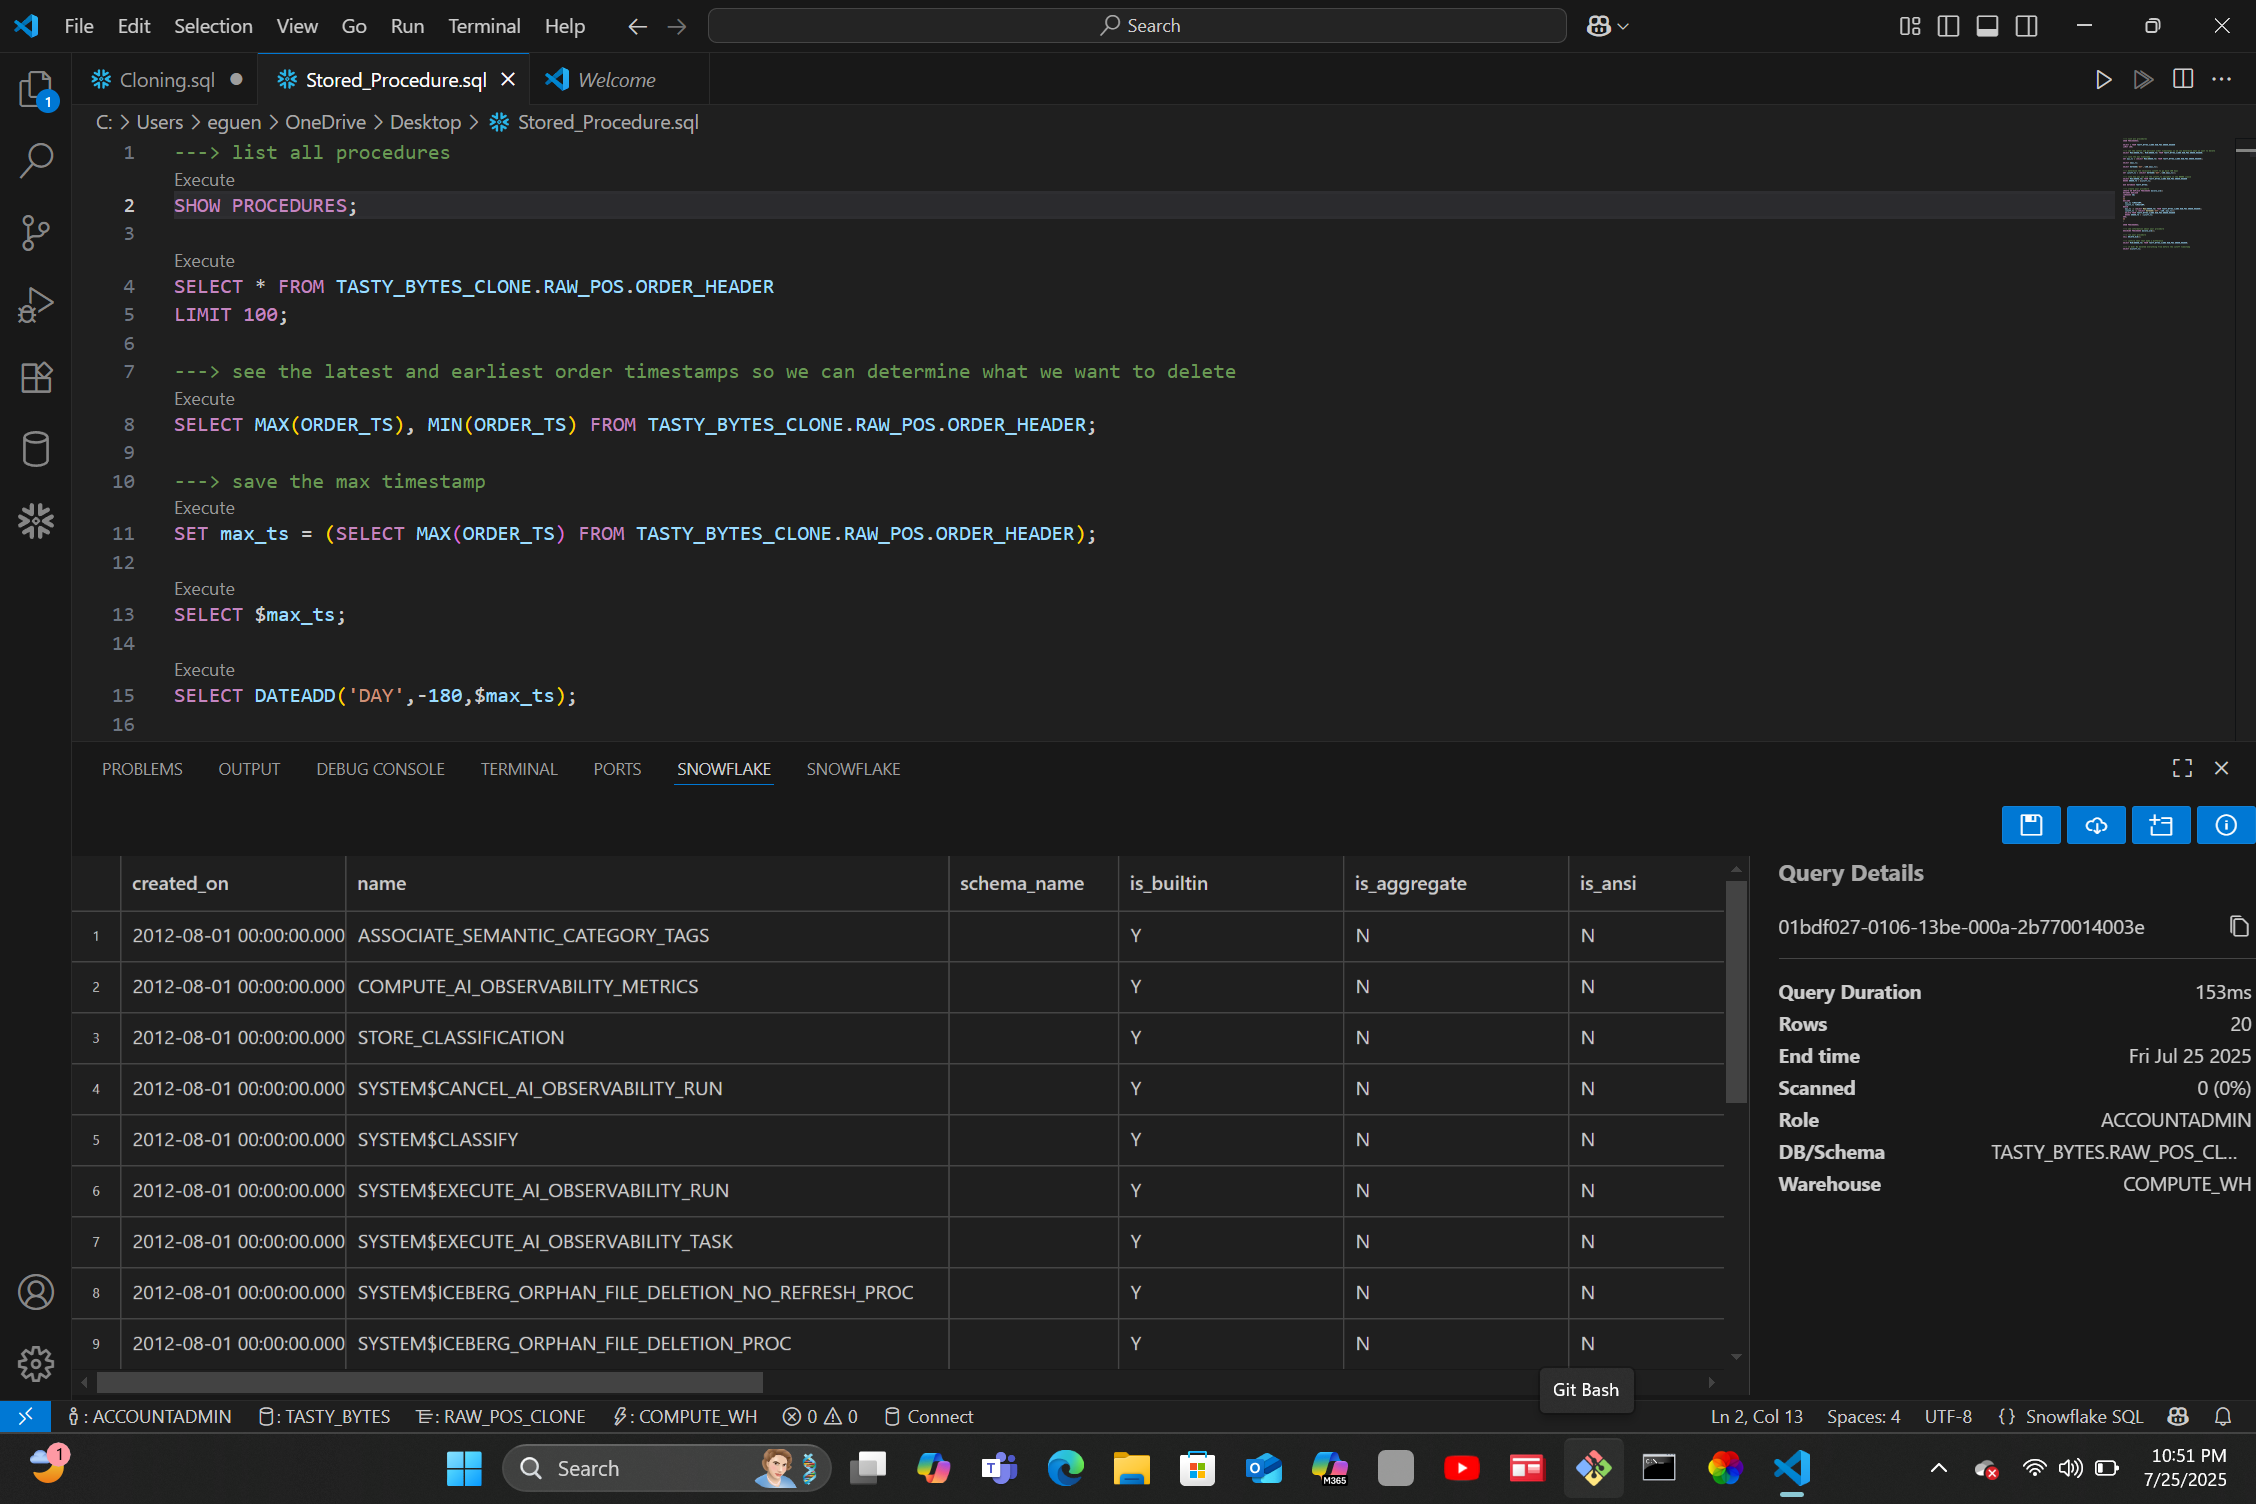 File Edit Selection View Go Run Terminal Help
Search
Cloning.sql
Stored_Procedure.sql
Welcome
C: > Users > eguen > OneDrive > Desktop > Stored_Procedure.sql
1 ---> list all procedures
Execute
2 SHOW PROCEDURES;
3
Execute
4 SELECT * FROM TASTY_BYTES_CLONE.RAW_POS.ORDER_HEADER
5 LIMIT 100;
6
7 ---> see the latest and earliest order timestamps so we can determine what we want to delete
Execute
8 SELECT MAX(ORDER_TS), MIN(ORDER_TS) FROM TASTY_BYTES_CLONE.RAW_POS.ORDER_HEADER;
9
10 ---> save the max timestamp
Execute
11 SET max_ts = (SELECT MAX(ORDER_TS) FROM TASTY_BYTES_CLONE.RAW_POS.ORDER_HEADER);
12
Execute
13 SELECT $max_ts;
14
Execute
15 SELECT DATEADD('DAY',-180,$max_ts);
16
PROBLEMS OUTPUT DEBUG CONSOLE TERMINAL PORTS SNOWFLAKE SNOWFLAKE
created_on name schema_name is_builtin is_aggregate is_ansi
1 2012-08-01 00:00:00.000 ASSOCIATE_SEMANTIC_CATEGORY_TAGS Y N N
2 2012-08-01 00:00:00.000 COMPUTE_AI_OBSERVABILITY_METRICS Y N N
3 2012-08-01 00:00:00.000 STORE_CLASSIFICATION Y N N
4 2012-08-01 00:00:00.000 SYSTEM$CANCEL_AI_OBSERVABILITY_RUN Y N N
5 2012-08-01 00:00:00.000 SYSTEM$CLASSIFY Y N N
6 2012-08-01 00:00:00.000 SYSTEM$EXECUTE_AI_OBSERVABILITY_RUN Y N N
7 2012-08-01 00:00:00.000 SYSTEM$EXECUTE_AI_OBSERVABILITY_TASK Y N N
8 2012-08-01 00:00:00.000 SYSTEM$ICEBERG_ORPHAN_FILE_DELETION_NO_REFRESH_PROC Y N N
9 2012-08-01 00:00:00.000 SYSTEM$ICEBERG_ORPHAN_FILE_DELETION_PROC Y N N
Query Details
01bdf027-0106-13be-000a-2b770014003e
Query Duration 153ms
Rows 20
End time Fri Jul 25 2025
Scanned 0 (0%)
Role ACCOUNTADMIN
DB/Schema TASTY_BYTES.RAW_POS_CL...
Warehouse COMPUTE_WH
Git Bash
: ACCOUNTADMIN : TASTY_BYTES : RAW_POS_CLONE : COMPUTE_WH 0 0 Connect
Ln 2, Col 13 Spaces: 4 UTF-8 {} Snowflake SQL
1
Search
M365
10:51 PM
7/25/2025